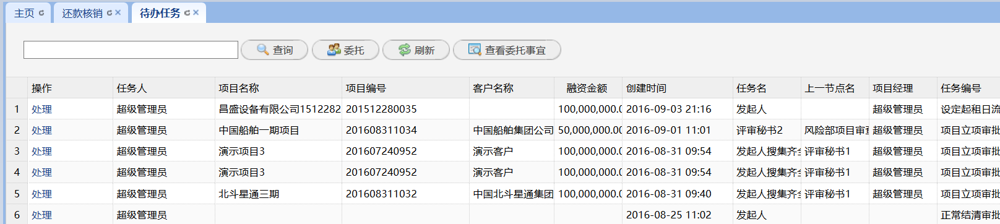 主页 还款核销 待办任务
查询 委托 刷新 查看委托事宜
操作 任务人 项目名称 项目编号 客户名称 融资金额 创建时间 任务名 上一节点名 项目经理 任务编号
1 处理 超级管理员 昌盛设备有限公司1512282 201512280035 100,000,000.0 2016-09-03 21:16 发起人 超级管理员 设定起租日流
2 处理 超级管理员 中国船舶一期项目 201608311034 中国船舶集团公司 50,000,000.00 2016-09-01 11:01 评审秘书2 风险部项目审查 超级管理员 项目立项审批
3 处理 超级管理员 演示项目3 201607240952 演示客户 100,000,000.0 2016-08-31 09:54 发起人搜集齐全 评审秘书1 超级管理员 项目立项审批
4 处理 超级管理员 演示项目3 201607240952 演示客户 100,000,000.0 2016-08-31 09:54 发起人搜集齐全 评审秘书1 超级管理员 项目立项审批
5 处理 超级管理员 北斗星通三期 201608311032 中国北斗星通集团 100,000,000.0 2016-08-31 09:40 发起人搜集齐全 评审秘书1 超级管理员 项目立项审批
6 处理 超级管理员 2016-08-25 11:02 发起人 正常结清审批